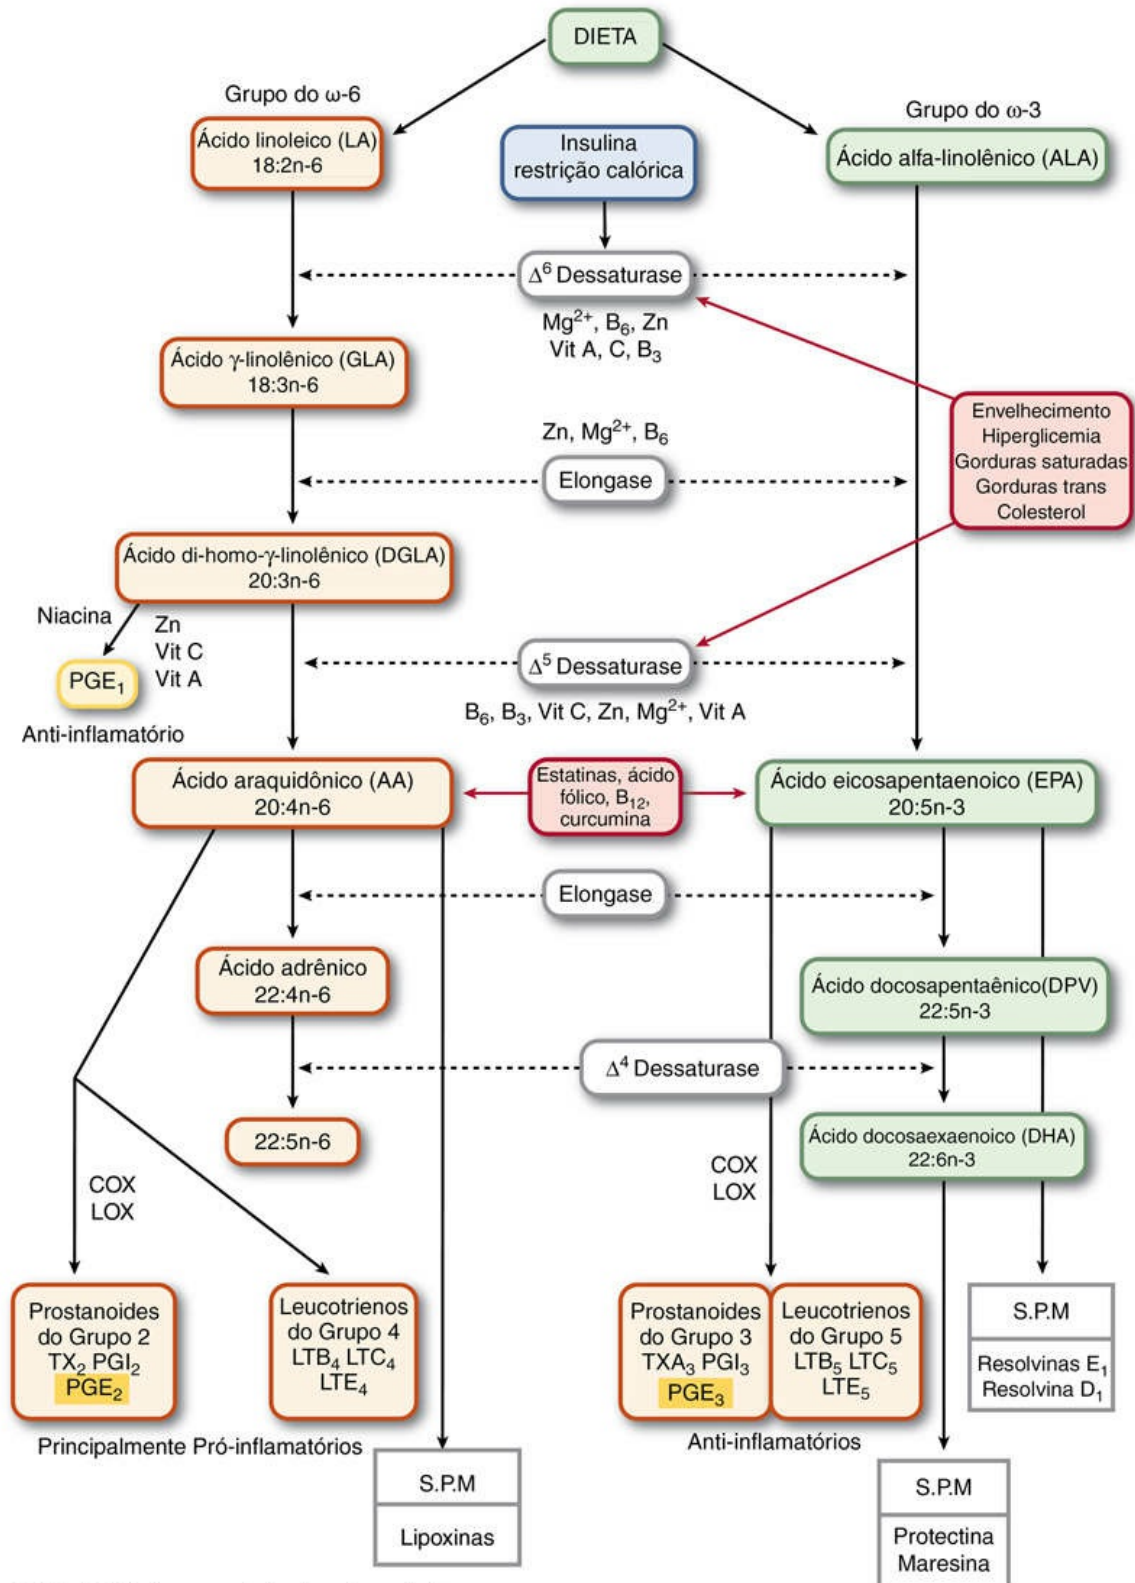 DIETA
Grupo do ω-6
Grupo do ω-3
Ácido linoleico (LA)
18:2n-6
Insulina
restrição calórica
Ácido alfa-linolênico (ALA)
Δ⁶ Dessaturase
Mg²⁺, B₆, Zn
Vit A, C, B₃
Ácido γ-linolênico (GLA)
18:3n-6
Envelhecimento
Hiperglicemia
Gorduras saturadas
Gorduras trans
Colesterol
Zn, Mg²⁺, B₆
Elongase
Ácido di-homo-γ-linolênico (DGLA)
20:3n-6
Niacina
Zn
Vit C
Vit A
PGE₁
Anti-inflamatório
Δ⁵ Dessaturase
B₆, B₃, Vit C, Zn, Mg²⁺, Vit A
Ácido araquidônico (AA)
20:4n-6
Estatinas, ácido
fólico, B₁₂,
curcumina
Ácido eicosapentaenoico (EPA)
20:5n-3
Elongase
Ácido adrênico
22:4n-6
Ácido docosapentaênico(DPV)
22:5n-3
Δ⁴ Dessaturase
22:5n-6
Ácido docosaexaenoico (DHA)
22:6n-3
COX
LOX
COX
LOX
Prostanoides
do Grupo 2
TX₂ PGI₂
PGE₂
Leucotrienos
do Grupo 4
LTB₄ LTC₄
LTE₄
Principalmente Pró-inflamatórios
Prostanoides
do Grupo 3
TXA₃ PGI₃
PGE₃
Leucotrienos
do Grupo 5
LTB₅ LTC₅
LTE₅
Anti-inflamatórios
S.P.M
Resolvinas E₁
Resolvina D₁
S.P.M
Lipoxinas
S.P.M
Protectina
Maresina